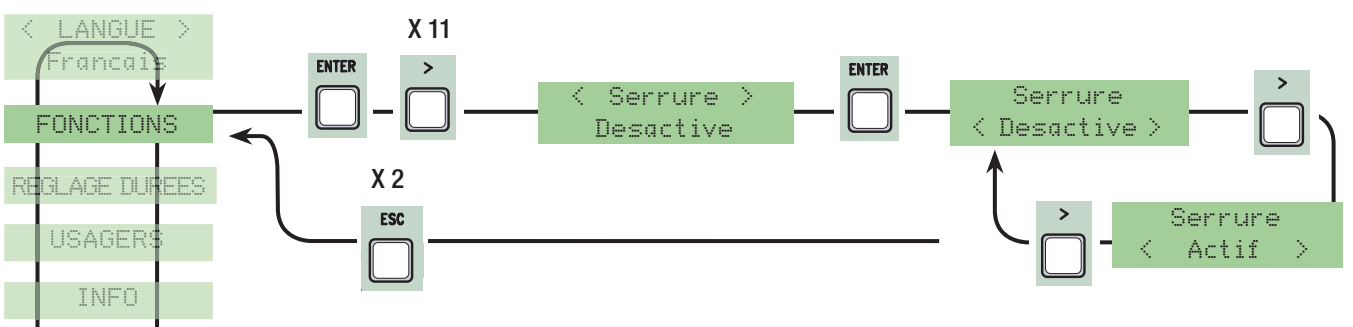 < LANGUE >
Francais
FONCTIONS
REGLAGE DUREES
USAGERS
INFO
ENTER
X 11
>
< Serrure >
Desactive
ENTER
Serrure
< Desactive >
>
Serrure
< Actif >
>
X 2
ESC